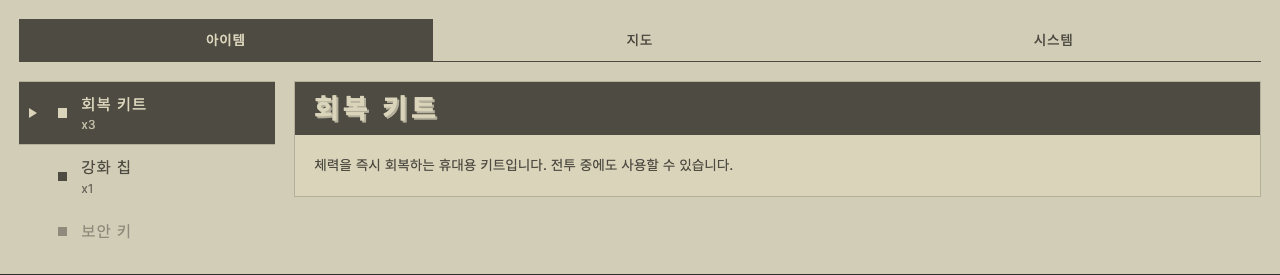 아이템
지도
시스템
회복 키트
x3
강화 칩
x1
보안 키
회복 키트
체력을 즉시 회복하는 휴대용 키트입니다. 전투 중에도 사용할 수 있습니다.